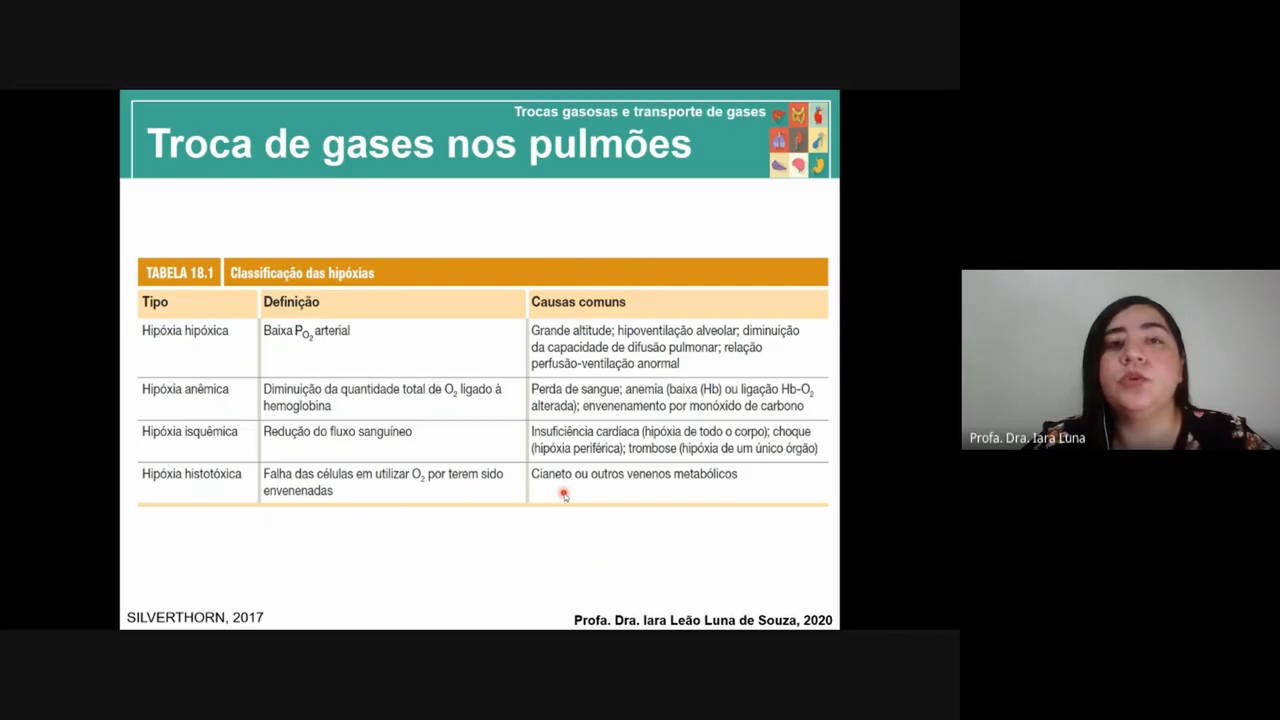 Trocas gasosas e transporte de gases
Troca de gases nos pulmões
TABELA 18.1 Classificação das hipóxias
Tipo Definição Causas comuns
Hipóxia hipóxica Baixa PO2 arterial Grande altitude; hipoventilação alveolar; diminuição
da capacidade de difusão pulmonar; relação
perfusão-ventilação anormal
Hipóxia anêmica Diminuição da quantidade total de O2 ligado à Perda de sangue; anemia (baixa (Hb) ou ligação Hb-O2
hemoglobina alterada); envenenamento por monóxido de carbono
Hipóxia isquêmica Redução do fluxo sanguíneo Insuficiência cardíaca (hipóxia de todo o corpo); choque
(hipóxia periférica); trombose (hipóxia de um único órgão)
Hipóxia histotóxica Falha das células em utilizar O2 por terem sido Cianeto ou outros venenos metabólicos
envenenadas
SILVERTHORN, 2017
Profa. Dra. Iara Leão Luna de Souza, 2020
Profa. Dra. Iara Luna